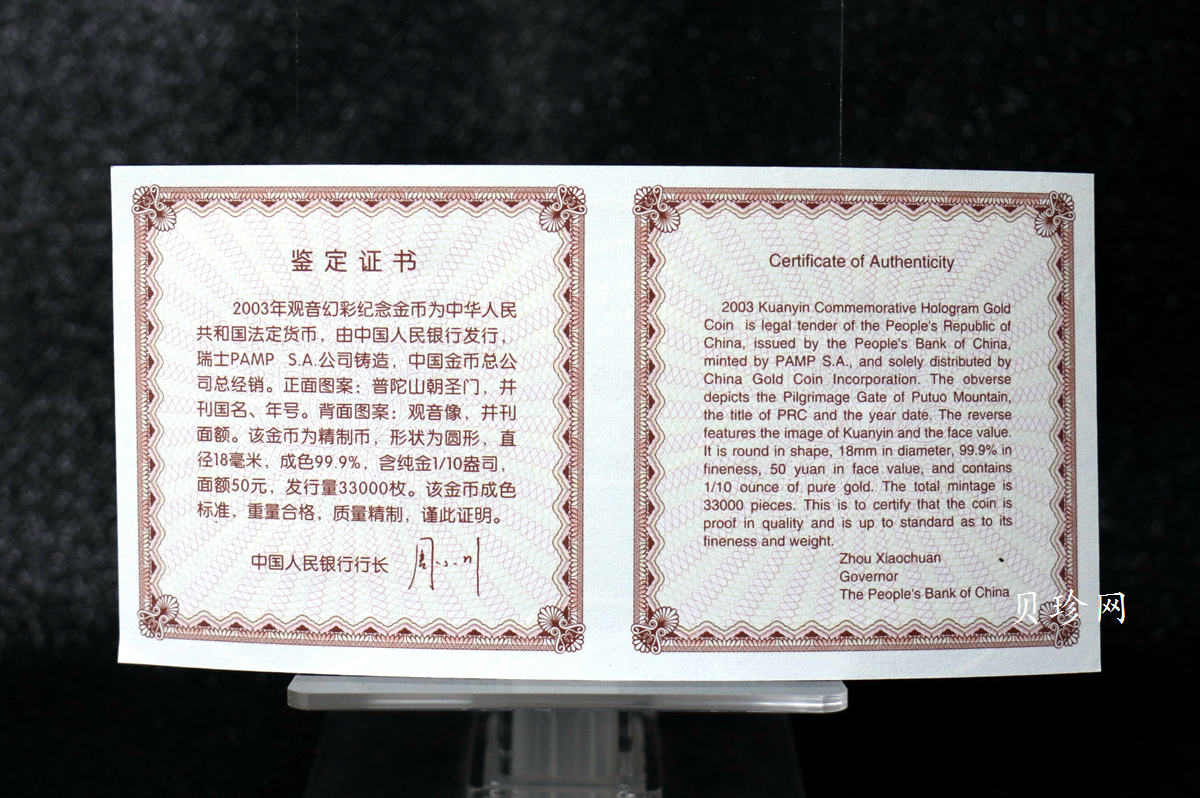 鉴定证书
2003年观音幻彩纪念金币为中华人民
共和国法定货币，由中国人民银行发行，
瑞士PAMP S.A.公司铸造，中国金币总公
司总经销。正面图案：普陀山朝圣门，并
刊国名、年号。背面图案：观音像，并刊
面额。该金币为精制币，形状为圆形，直
径18毫米，成色99.9%，含纯金1/10盎司，
面额50元，发行量33000枚。该金币成色
标准，重量合格，质量精制，谨此证明。
中国人民银行行长 周小川
Certificate of Authenticity
2003 Kuanyin Commemorative Hologram Gold
Coin is legal tender of the People's Republic of
China, issued by the People's Bank of China,
minted by PAMP S.A., and solely distributed by
China Gold Coin Incorporation. The obverse
depicts the Pilgrimage Gate of Putuo Mountain,
the title of PRC and the year date. The reverse
features the image of Kuanyin and the face value.
It is round in shape, 18mm in diameter, 99.9% in
fineness, 50 yuan in face value, and contains
1/10 ounce of pure gold. The total mintage is
33000 pieces. This is to certify that the coin is
proof in quality and is up to standard as to its
fineness and weight.
Zhou Xiaochuan
Governor
The People's Bank of China
贝珍网